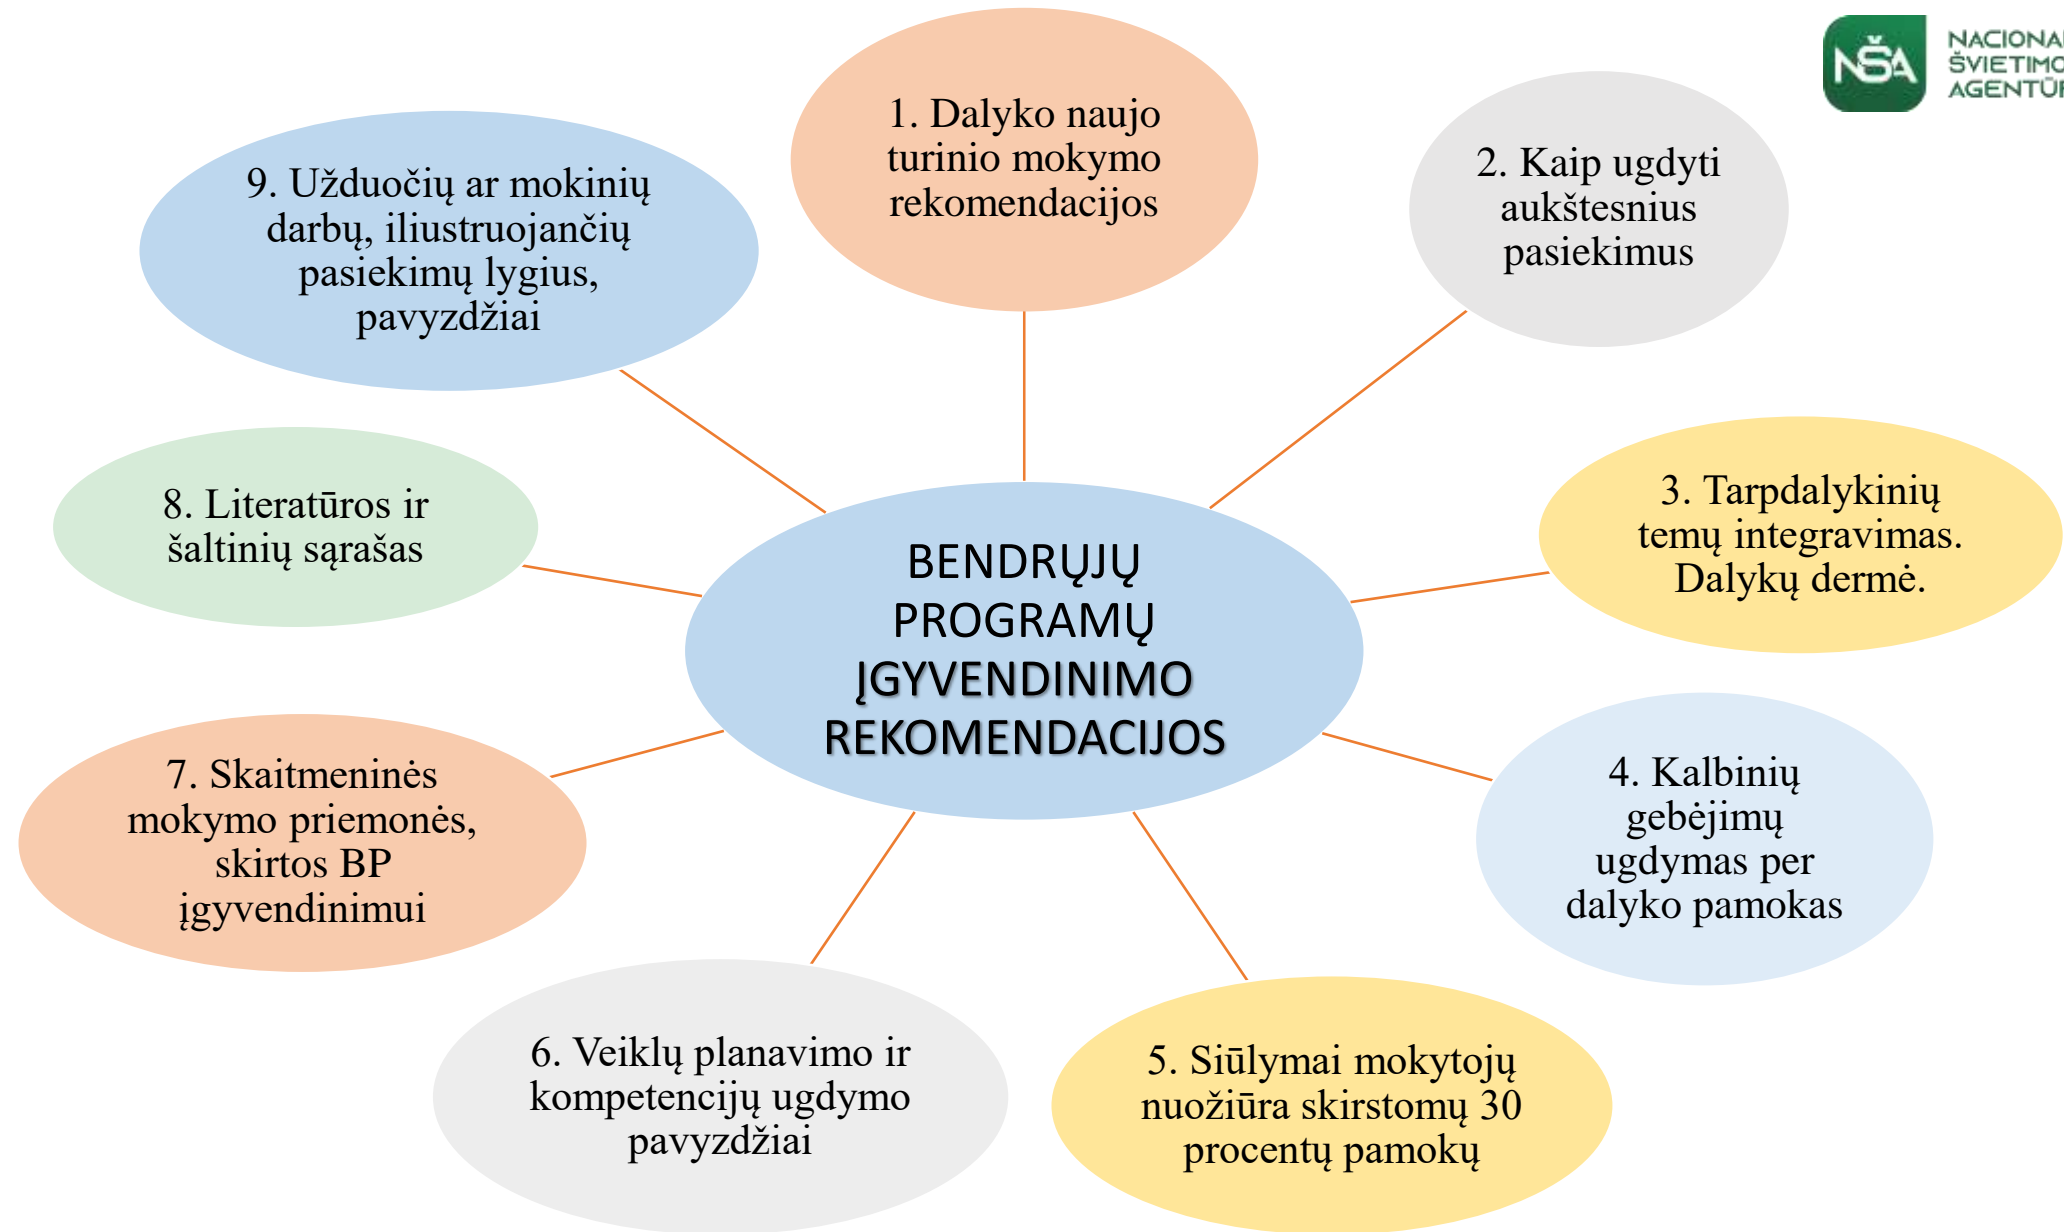 NŠA
NACIONAL
ŠVIETIMO
AGENTŪR
1. Dalyko naujo
turinio mokymo
rekomendacijos
2. Kaip ugdyti
aukštesnius
pasiekimus
3. Tarpdalykinių
temų integravimas.
Dalykų dermė.
4. Kalbinių
gebėjimų
ugdymas per
dalyko pamokas
5. Siūlymai mokytojų
nuožiūra skirstomų 30
procentų pamokų
6. Veiklų planavimo ir
kompetencijų ugdymo
pavyzdžiai
7. Skaitmeninės
mokymo priemonės,
skirtos BP
įgyvendinimui
8. Literatūros ir
šaltinių sąrašas
9. Užduočių ar mokinių
darbų, iliustruojančių
pasiekimų lygius,
pavyzdžiai
BENDRŲJŲ
PROGRAMŲ
ĮGYVENDINIMO
REKOMENDACIJOS